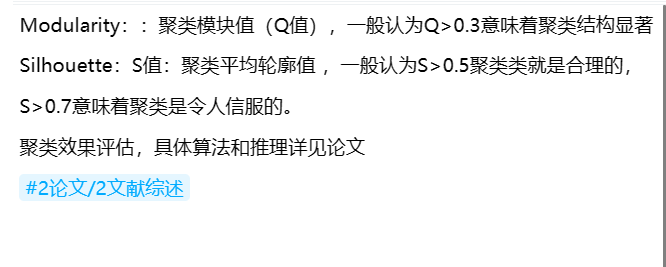 Modularity：：聚类模块值（Q值），一般认为Q>0.3意味着聚类结构显著
Silhouette：S值：聚类平均轮廓值 ，一般认为S>0.5聚类类就是合理的，
S>0.7意味着聚类是令人信服的。
聚类效果评估，具体算法和推理详见论文
#2论文/2文献综述